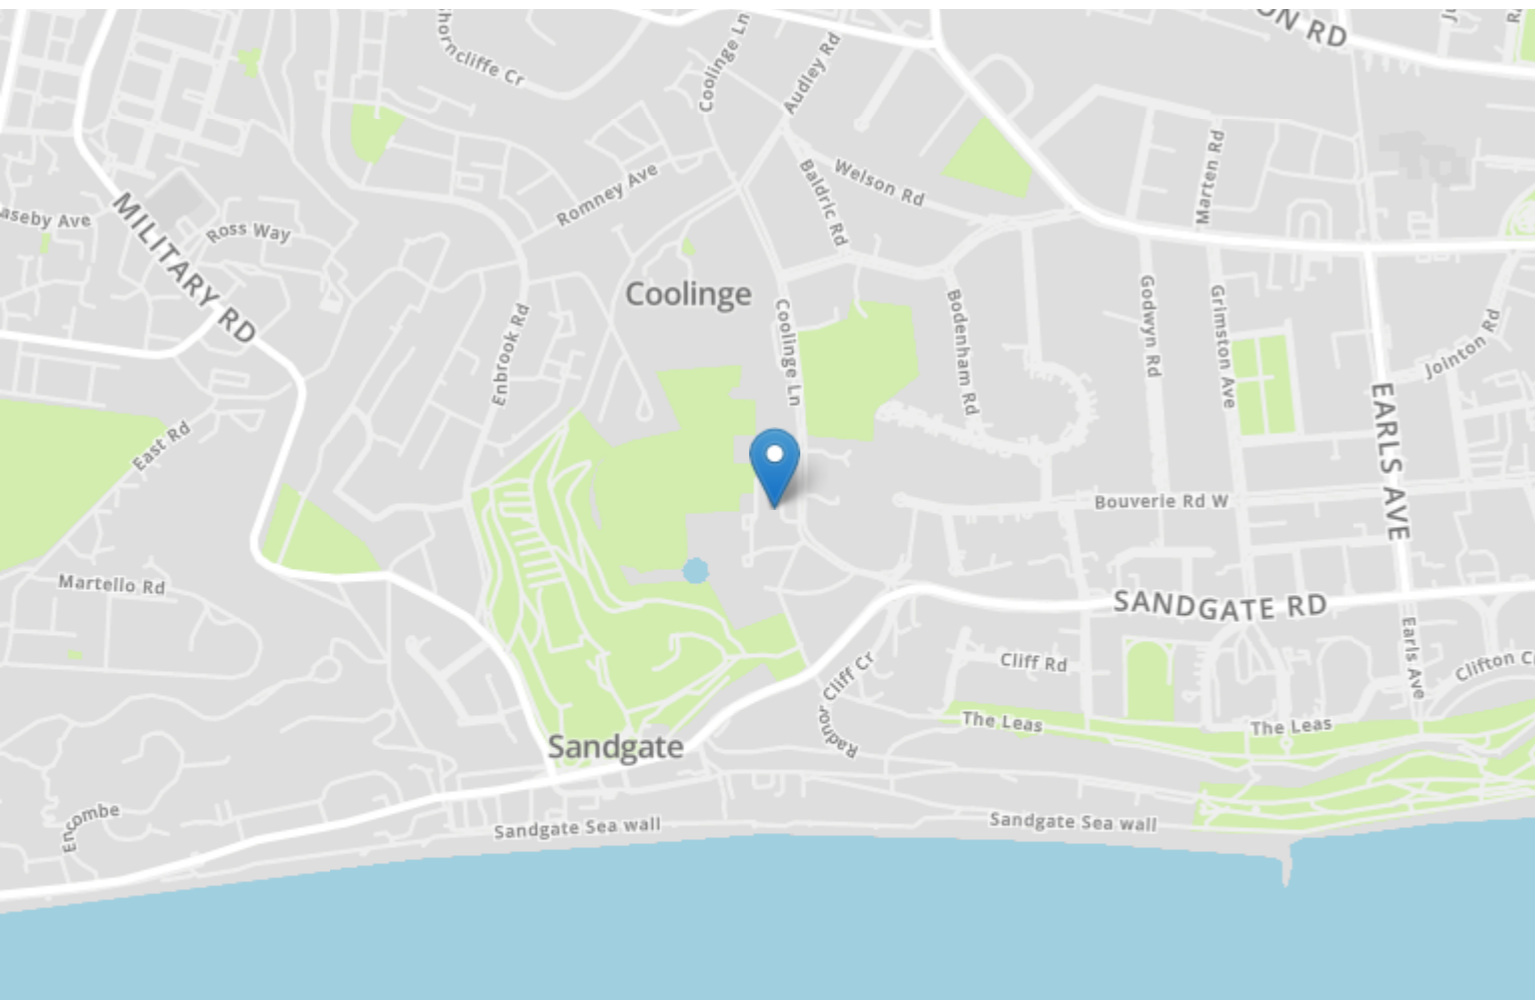 Shorncliffe Cr
Coolinge Ln
Audley Rd
ON RD
Romney Ave
Welson Rd
Baldric Rd
Marten Rd
aseby Ave
Ross Way
MILITARY RD
Coolinge
Enbrook Rd
Coolinge Ln
Bodenham Rd
Godwyn Rd
Grimston Ave
Jointon Rd
EARLS AVE
East Rd
Bouverie Rd W
Martello Rd
SANDGATE RD
Earls Ave
Cliff Rd
Clifton C
Radnor Cliff Cr
The Leas
The Leas
Sandgate
Encombe
Sandgate Sea wall
Sandgate Sea wall